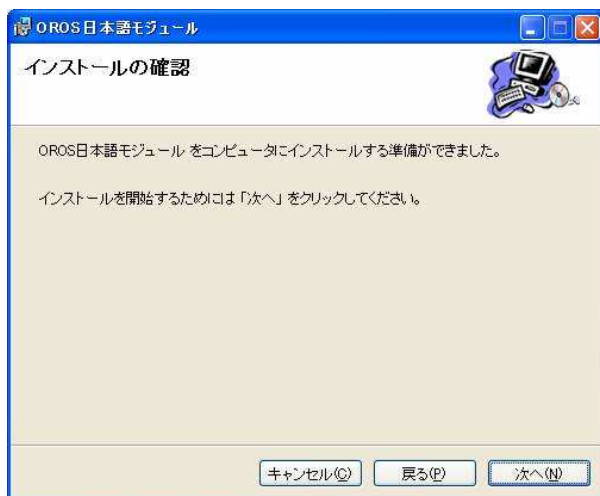 OROS日本語モジュール
インストールの確認
OROS日本語モジュール をコンピュータにインストールする準備ができました。
インストールを開始するためには「次へ」をクリックしてください。
キャンセル(C) 戻る(P) 次へ(N)